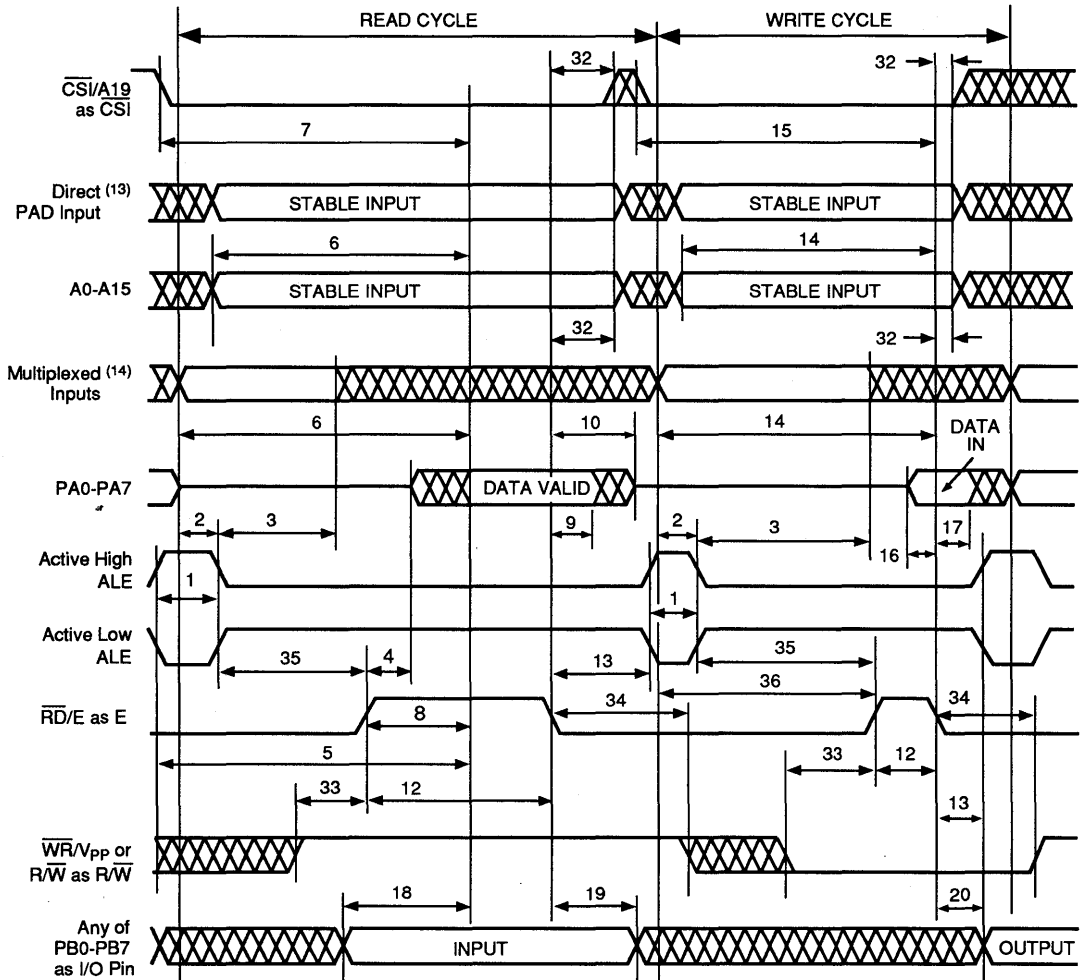 READ CYCLE WRITE CYCLE
32 32
CSI/A19
as CSI
7 15
Direct (13)
PAD Input STABLE INPUT STABLE INPUT
6 14
A0-A15 STABLE INPUT STABLE INPUT
32 32
Multiplexed (14)
Inputs
6 10 14 DATA
IN
PA0-PA7 DATA VALID
2 3 9 2 3 16 17
Active High
ALE
1 1
Active Low
ALE
35 4 13 35
36
RD/E as E 8 34 34
5
33 12 33 12
13
WR/VPP or
R/W as R/W
18 19 20
Any of
PB0-PB7
as I/O Pin INPUT OUTPUT